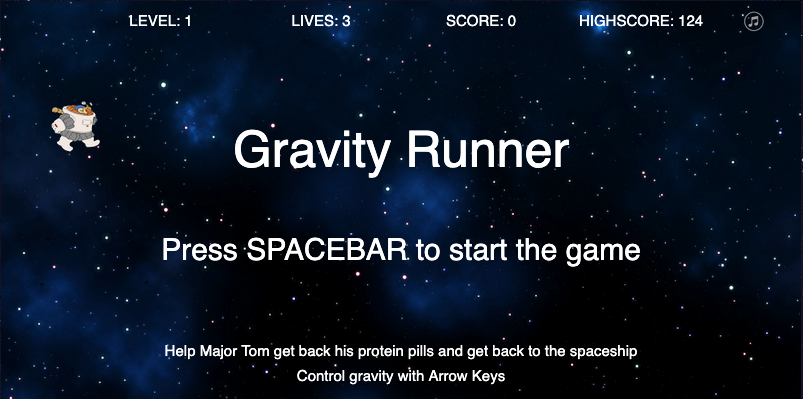 LEVEL: 1 LIVES: 3 SCORE: 0 HIGHSCORE: 124
Gravity Runner
Press SPACEBAR to start the game
Help Major Tom get back his protein pills and get back to the spaceship
Control gravity with Arrow Keys